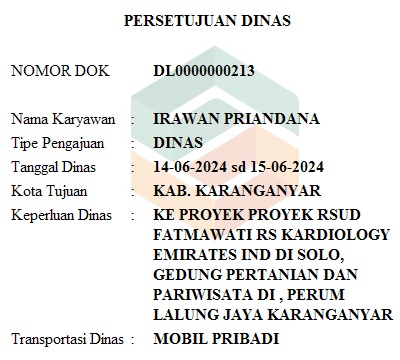 PERSETUJUAN DINAS
NOMOR DOK DL0000000213
Nama Karyawan : IRAWAN PRIANDANA
Tipe Pengajuan : DINAS
Tanggal Dinas : 14-06-2024 sd 15-06-2024
Kota Tujuan : KAB. KARANGANYAR
Keperluan Dinas : KE PROYEK PROYEK RSUD
FATMAWATI RS KARDIOLOGY
EMIRATES IND DI SOLO,
GEDUNG PERTANIAN DAN
PARIWISATA DI , PERUM
LALUNG JAYA KARANGANYAR
Transportasi Dinas : MOBIL PRIBADI